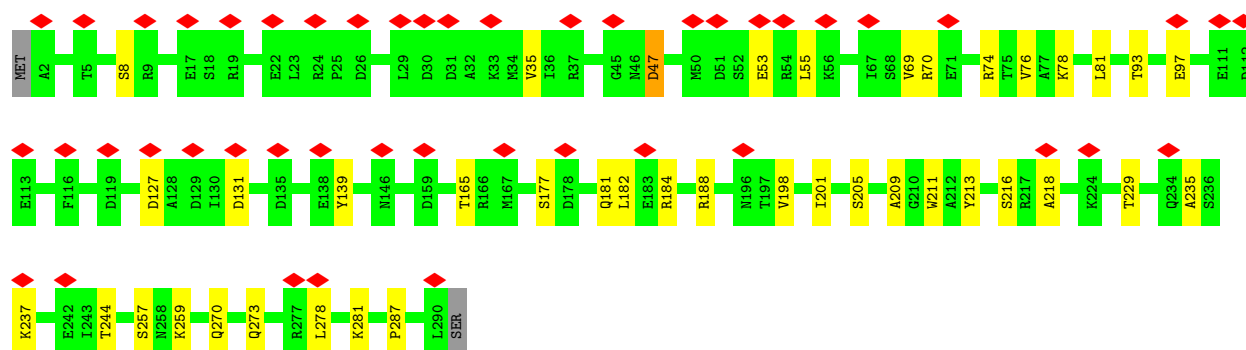 MET A2 T5 S8 R9 E17 S18 R19 E22 L23 R24 P25 D26 L29 D30 D31 A32 K33 M34 V35 I36 R37 G45 N46 D47 M50 D51 S52 E53 R54 L55 K56 I67 S68 V69 R70 E71 R74 T75 V76 A77 K78 L81 T93 E97 E111
E113 F116 D119 D127 A128 D129 I130 D131 D135 E138 Y139 N146 D159 T165 R166 M167 S177 D178 Q181 L182 E183 R184 R188 N196 T197 V198 I201 S205 A209 G210 W211 A212 Y213 S216 R217 A218 K224 T229 Q234 A235 S236
K237 E242 I243 T244 S257 N258 K259 Q270 Q273 R277 L278 K281 P287 L290 SER